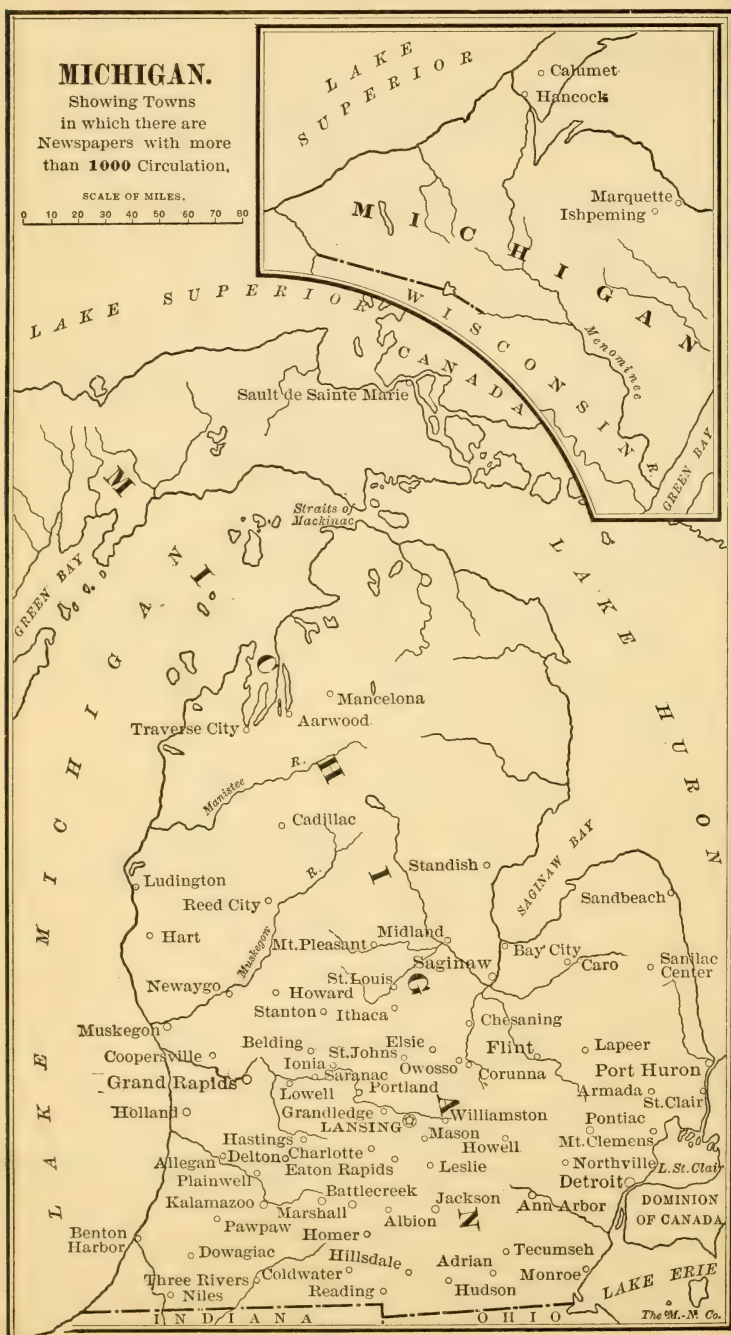 MICHIGAN.
Showing Towns
in which there are
Newspapers with more
than 1000 Circulation,
SCALE OF MILES.
0 10 20 30 40 50 60 70 80
LAKE
SUPERIOR
Calumet
Hancock
Marquette
Ishpeming
MICHIGAN
Menominee
R.
GREEN BAY
WISCONSIN
LAKE SUPERIOR
CANADA
Sault de Sainte Marie
Straits of
Mackinac
GREEN BAY
LAKE HURON
LAKE MICHIGAN
MICHIGAN
Mancelona
Aarwood
Traverse City
Manistee R.
Cadillac
Standish
SAGINAW BAY
Sandbeach
Ludington
Reed City
Muskegon R.
Hart
Mt.Pleasant
Midland
Bay City
Saginaw
Caro
Sanilac
Center
Newaygo
Howard
St.Louis
Stanton
Ithaca
Chesaning
Muskegon
Coopersville
Belding
St.Johns
Elsie
Flint
Lapeer
Ionia
Owosso
Corunna
Port Huron
Grand Rapids
Saranac
Lowell
Portland
Armada
St.Clair
Holland
Grandledge
LANSING
Williamston
Pontiac
Hastings
Mason
Howell
Mt.Clemens
Allegan
Delton
Charlotte
Eaton Rapids
Leslie
Northville
L.St.Clair
Plainwell
Detroit
Kalamazoo
Battlecreek
Marshall
Albion
Jackson
Ann Arbor
DOMINION
OF CANADA
Pawpaw
Benton
Harbor
Homer
Dowagiac
Hillsdale
Adrian
Tecumseh
Three Rivers
Coldwater
Monroe
LAKE ERIE
Niles
Reading
Hudson
INDIANA
OHIO
The M.-N. Co.